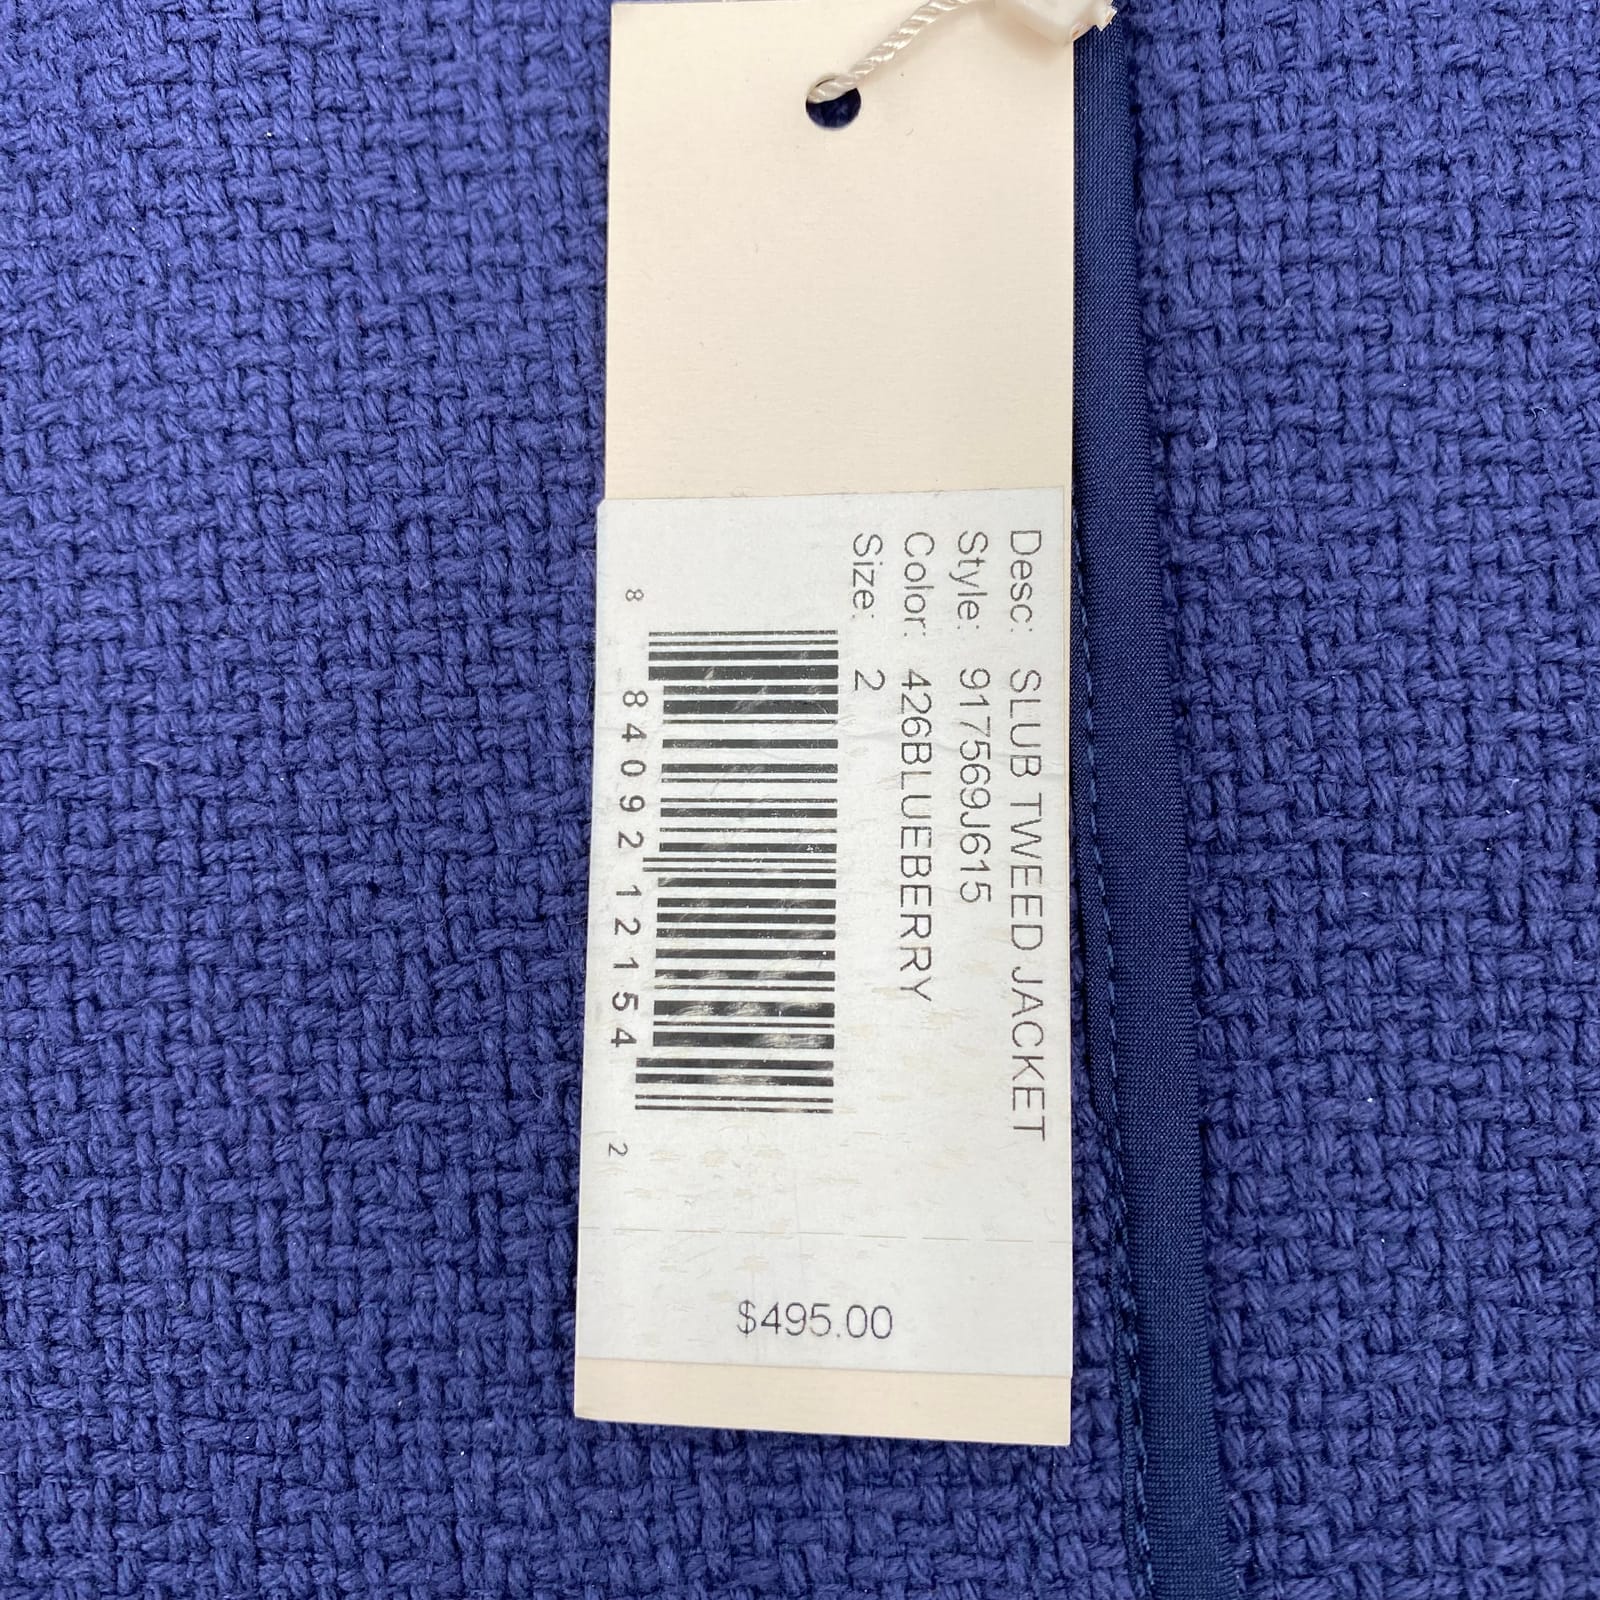 Desc: SLUB TWEED JACKET
Style: 917569J615
Color: 426BLUEBERRY
Size: 2
8 84092 12154 2
$495.00